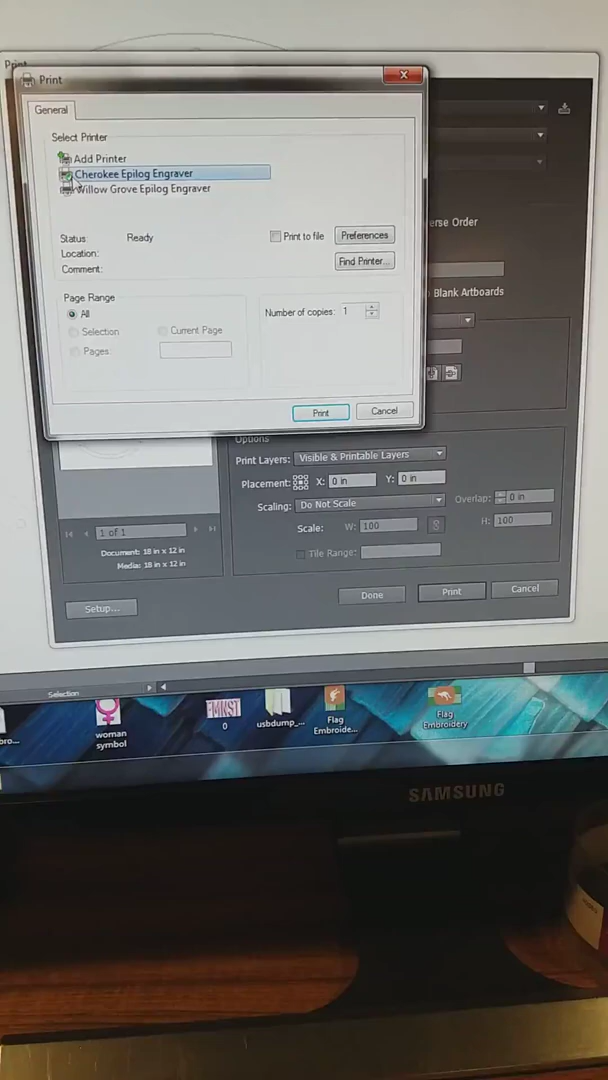 Print
Print
General
Select Printer
Add Printer
Cherokee Epilog Engraver
Willow Grove Epilog Engraver
Status: Ready
Location:
Comment:
Print to file
Preferences
Find Printer...
Page Range
All
Selection
Current Page
Pages:
Number of copies: 1
Print
Cancel
erse Order
Blank Artboards
Options
Print Layers: Visible & Printable Layers
Placement: X: 0 in Y: 0 in
Scaling: Do Not Scale
Overlap: 0 in
Scale: W: 100 H: 100
Tile Range:
1 of 1
Document: 18 in x 12 in
Media: 18 in x 12 in
Setup...
Done
Print
Cancel
Selection
bro...
woman
symbol
0
usbdump_...
Flag
Embroide...
Flag
Embroidery
SAMSUNG